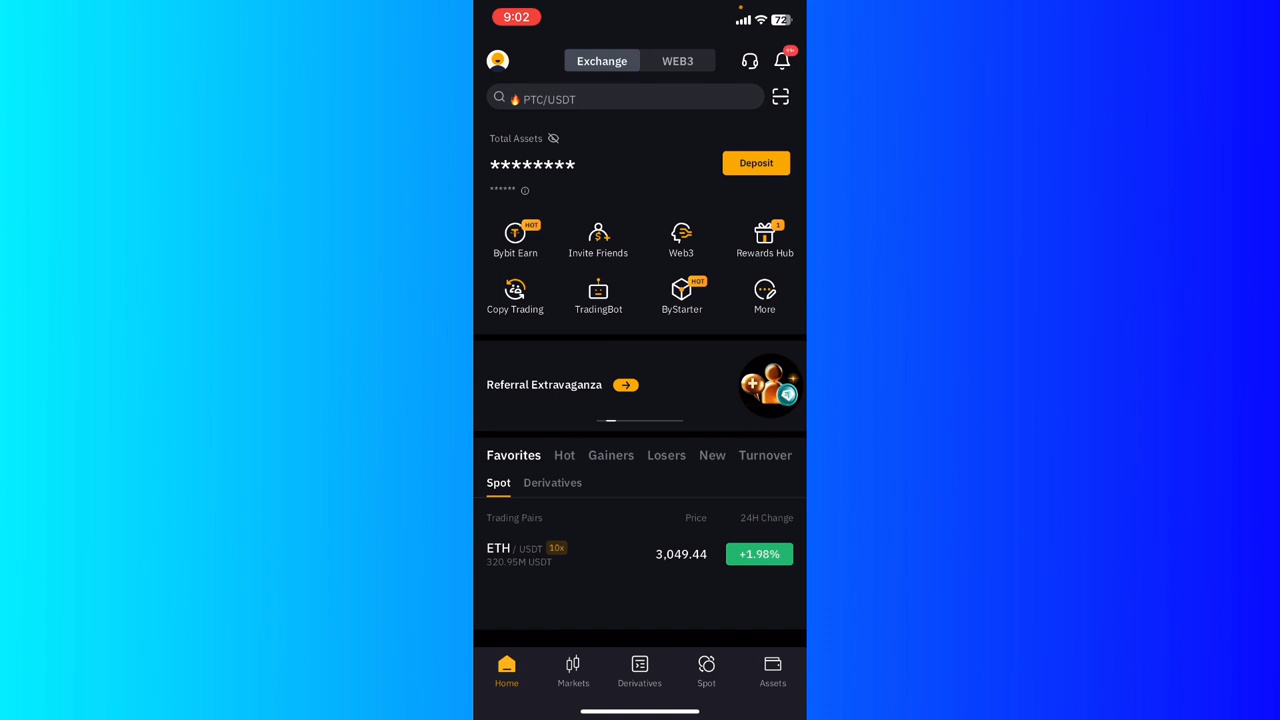 9:02
72
Exchange WEB3
PTC/USDT
Total Assets
********
Deposit
******
HOT
1
Bybit Earn Invite Friends Web3 Rewards Hub
HOT
Copy Trading TradingBot ByStarter More
Referral Extravaganza
Favorites Hot Gainers Losers New Turnover
Spot Derivatives
Trading Pairs Price 24H Change
ETH / USDT 10x 3,049.44 +1.98%
320.95M USDT
Home Markets Derivatives Spot Assets